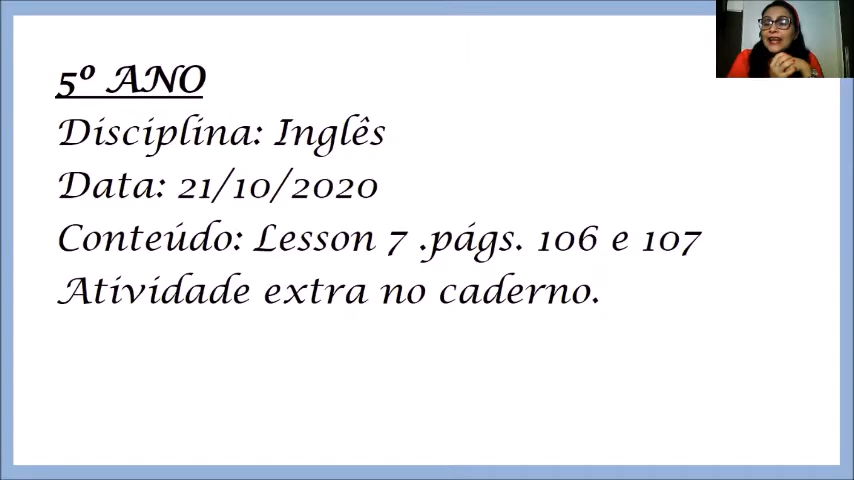 5º ANO
Disciplina: Inglês
Data: 21/10/2020
Conteúdo: Lesson 7 .págs. 106 e 107
Atividade extra no caderno.